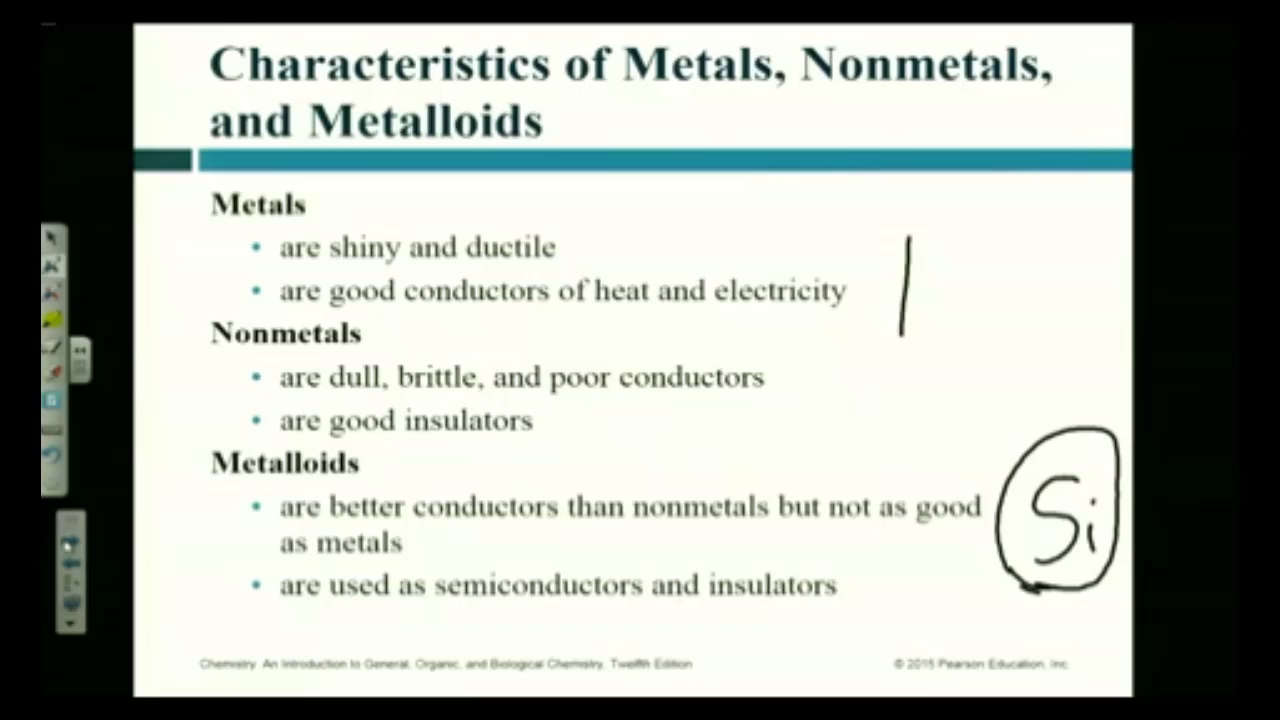 Characteristics of Metals, Nonmetals,
and Metalloids
Metals
• are shiny and ductile
• are good conductors of heat and electricity
Nonmetals
• are dull, brittle, and poor conductors
• are good insulators
Metalloids
• are better conductors than nonmetals but not as good
as metals
Si
• are used as semiconductors and insulators
Chemistry: An Introduction to General, Organic, and Biological Chemistry, Twelfth Edition
© 2015 Pearson Education, Inc.